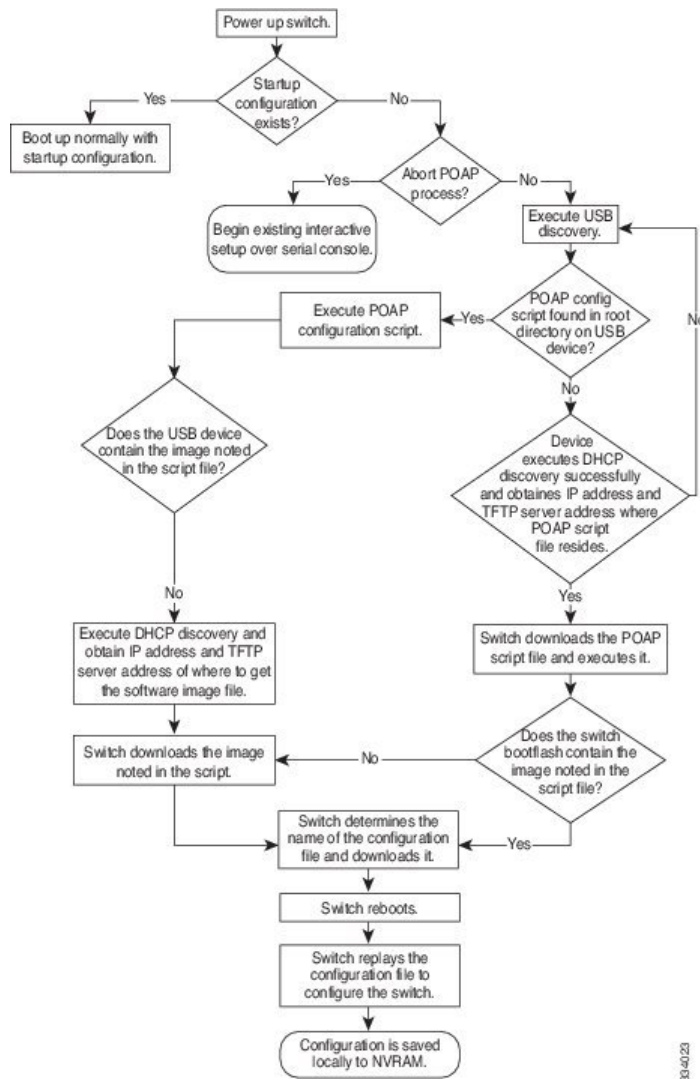 Power up switch.
Startup
configuration
exists?
Yes
No
Boot up normally with
startup configuration.
Abort POAP
process?
Yes
No
Begin existing interactive
setup over serial console.
Execute USB
discovery.
POAP config
script found in root
directory on USB
device?
Yes
No
Execute POAP
configuration script.
Does the USB device
contain the image noted
in the script file?
No
Device
executes DHCP
discovery successfully
and obtaines IP address and
TFTP server address where
POAP script
file resides.
No
Yes
Execute DHCP discovery and
obtain IP address and TFTP
server address of where to get
the software image file.
Switch downloads the POAP
script file and executes it.
Switch downloads the image
noted in the script.
No
Does the switch
bootflash contain the
image noted in the
script file?
Yes
Switch determines the
name of the configuration
file and downloads it.
Switch reboots.
Switch replays the
configuration file to
configure the switch.
Configuration is saved
locally to NVRAM.
334023